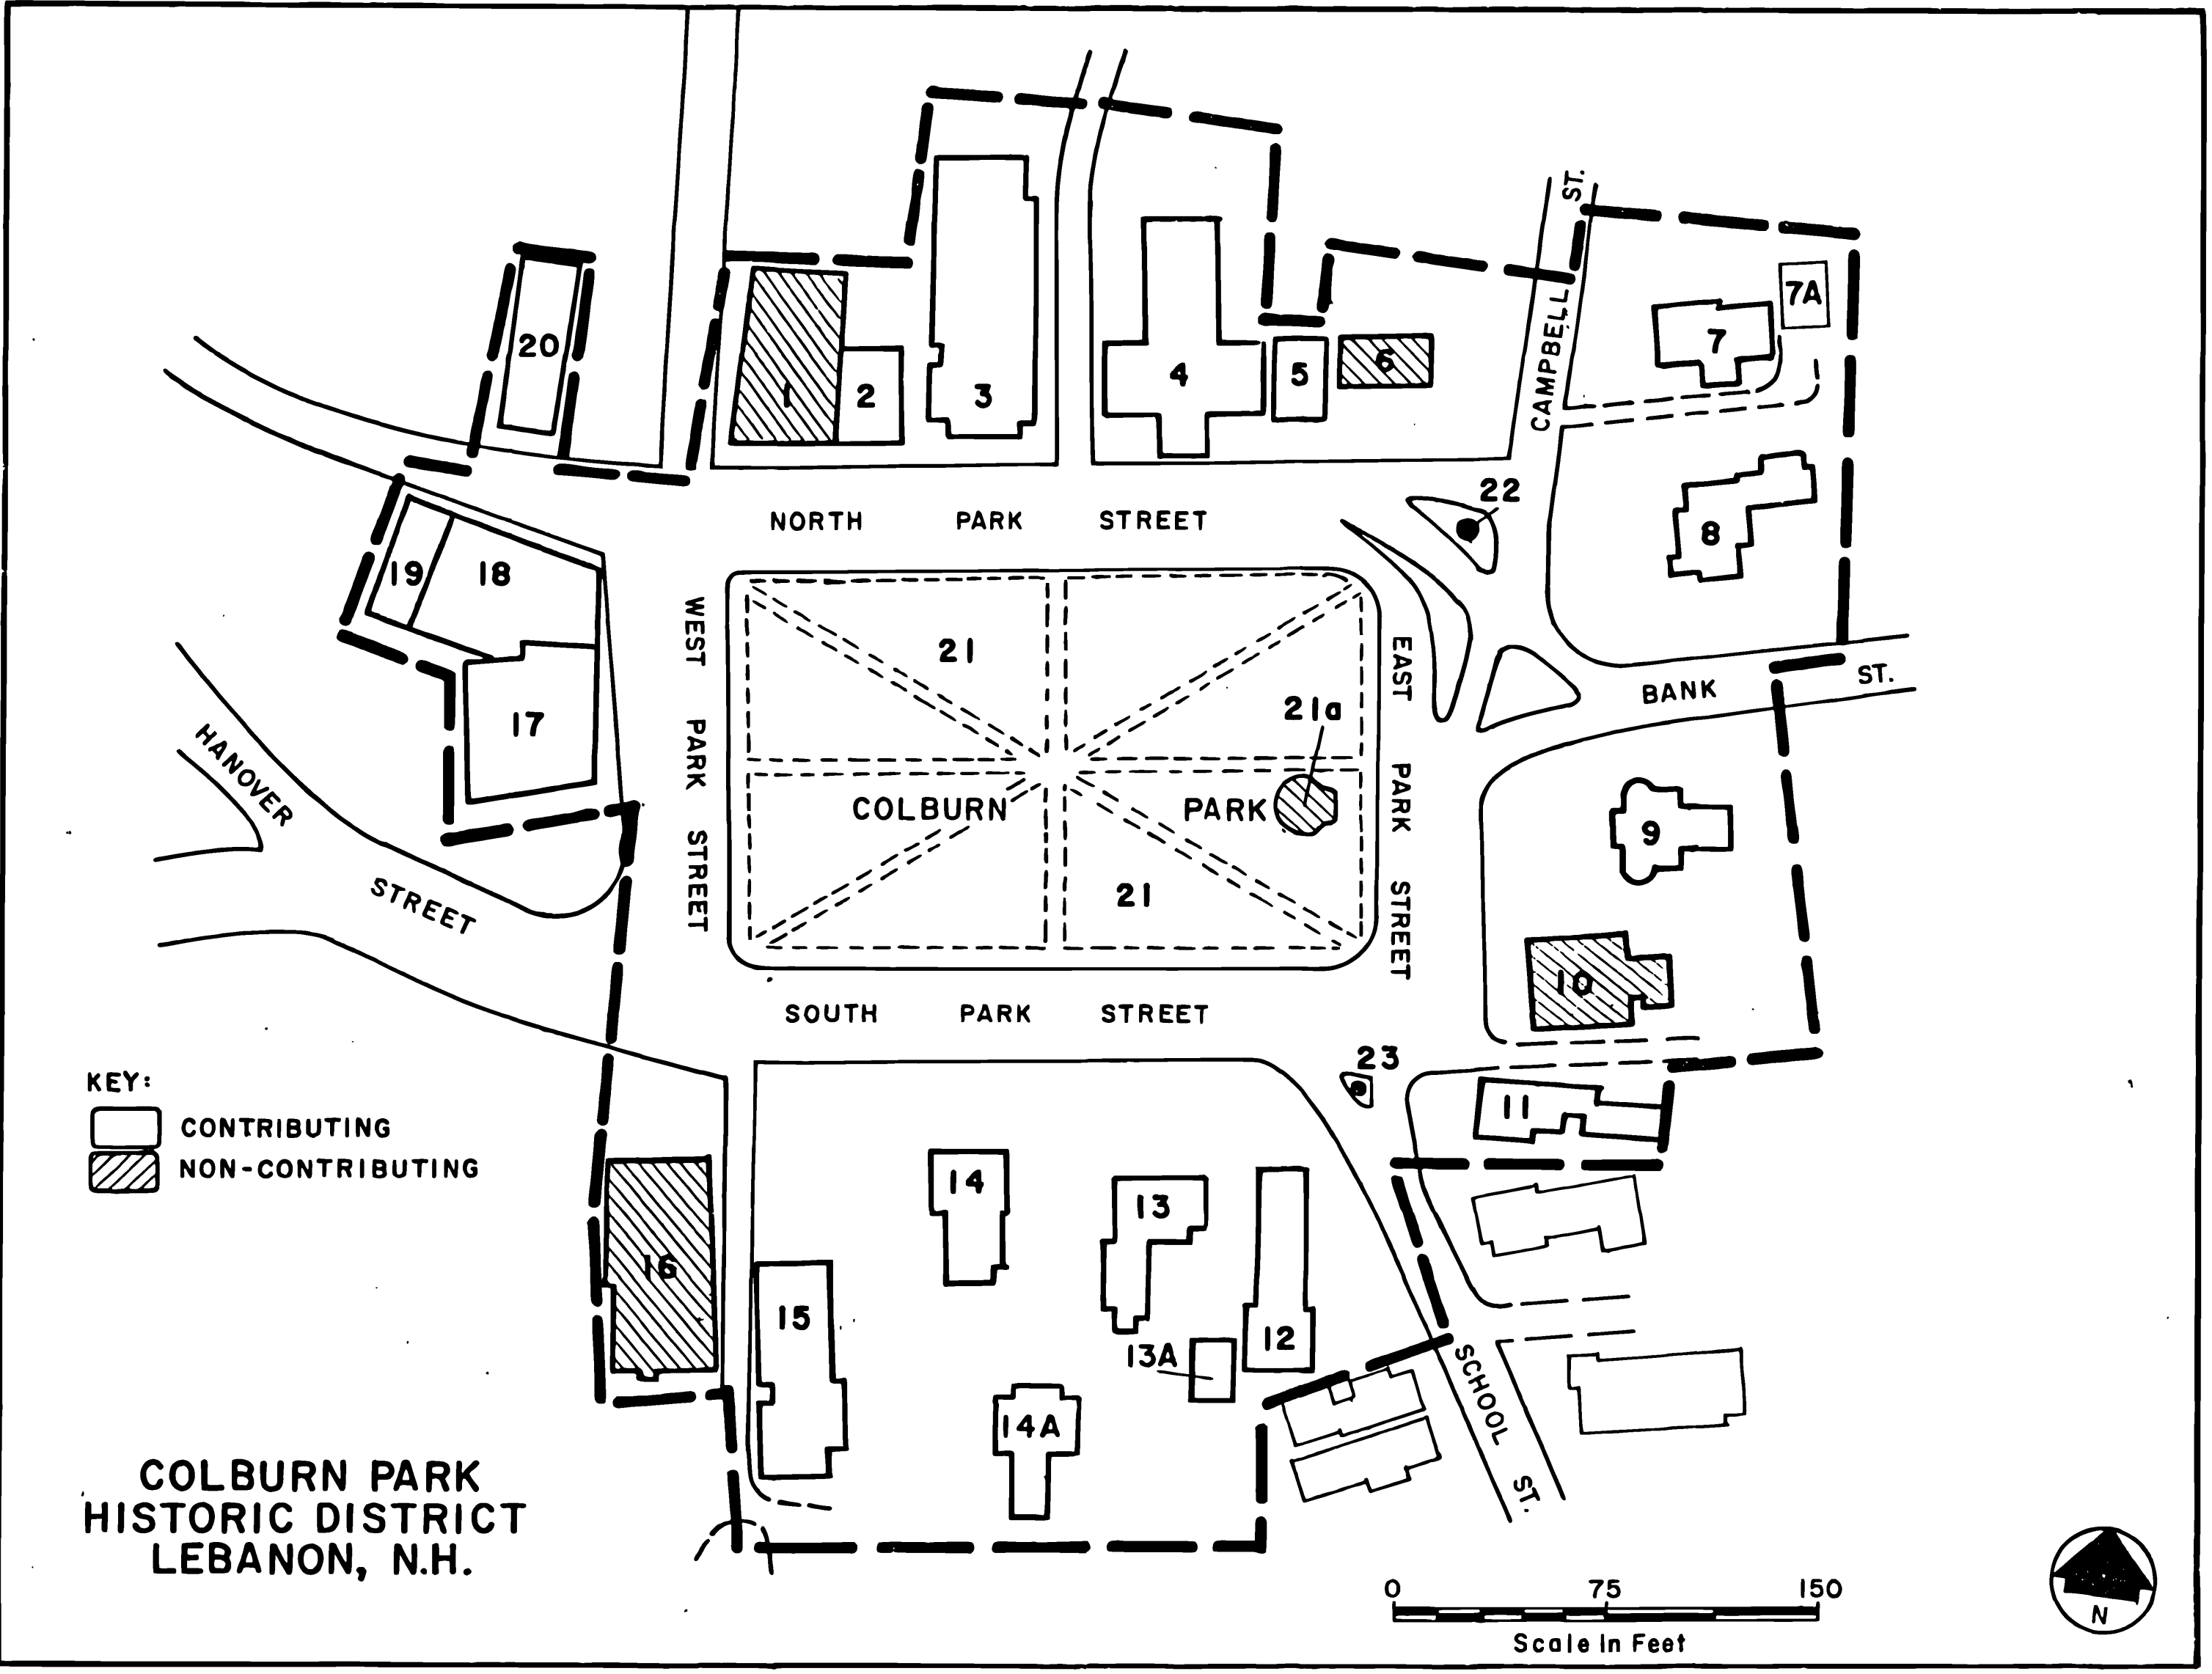 ST.
CAMPBELL
7A
7
20
1
2
3
4
5
6
22
8
NORTH PARK STREET
19
18
17
WEST PARK STREET
21
21a
EAST PARK STREET
BANK ST.
HANOVER
STREET
COLBURN PARK
21
9
10
SOUTH PARK STREET
23
11
KEY:
CONTRIBUTING
NON-CONTRIBUTING
14
13
16
15
13A
12
14A
SCHOOL ST.
COLBURN PARK
HISTORIC DISTRICT
LEBANON, N.H.
0 75 150
Scale In Feet
N